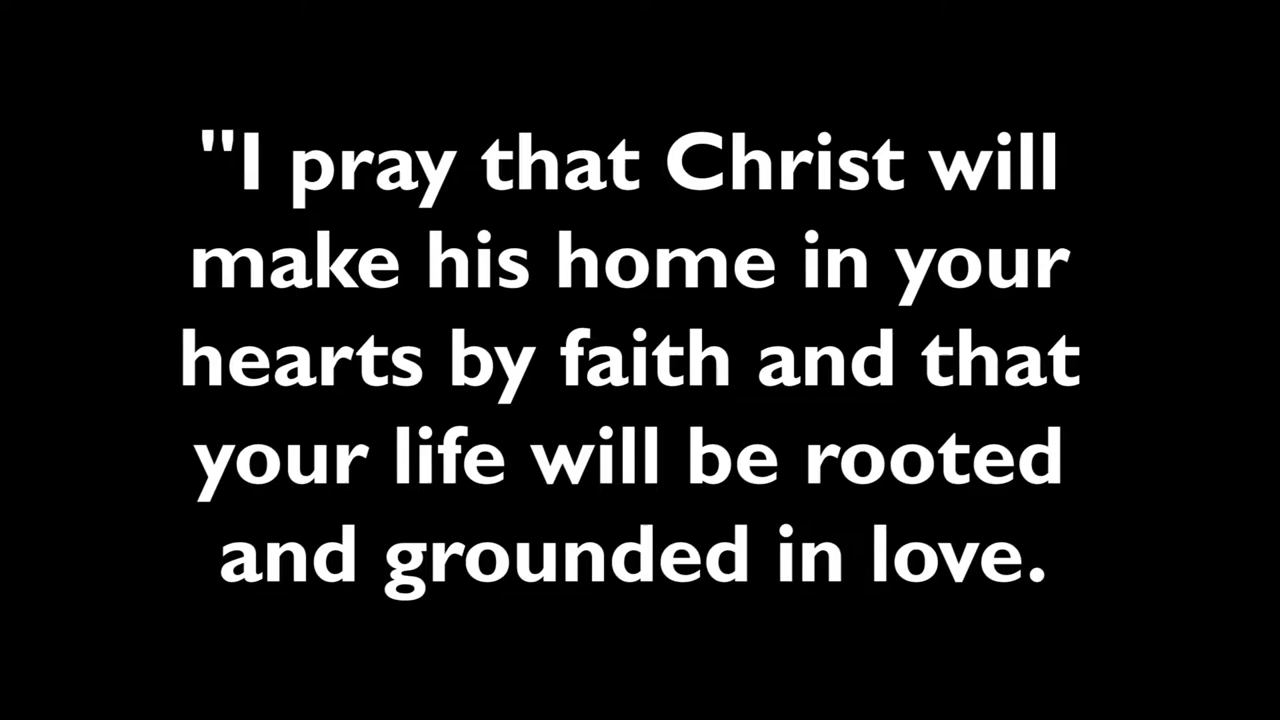 "I pray that Christ will
make his home in your
hearts by faith and that
your life will be rooted
and grounded in love.